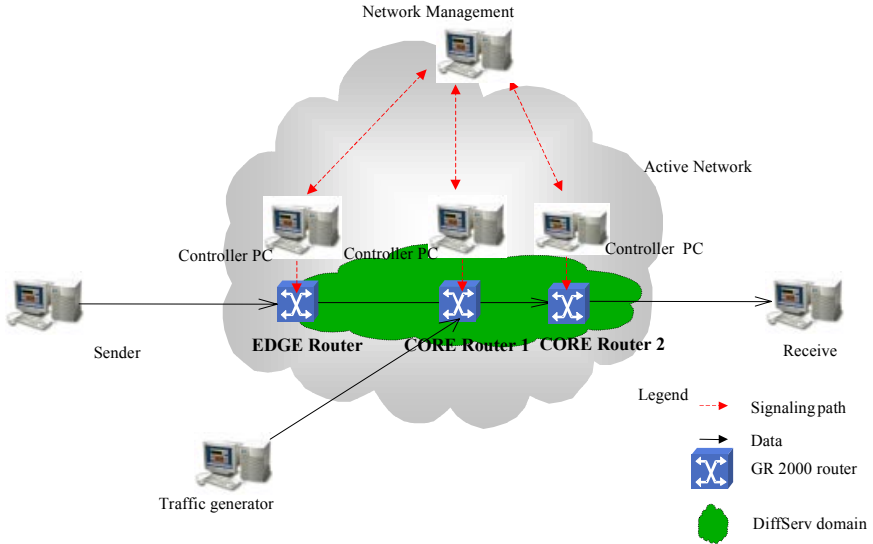 Network Management
Active Network
Controller PC
Controller PC
Controller PC
EDGE Router
CORE Router 1
CORE Router 2
Sender
Receive
Traffic generator
Legend
Signaling path
Data
GR 2000 router
DiffServ domain